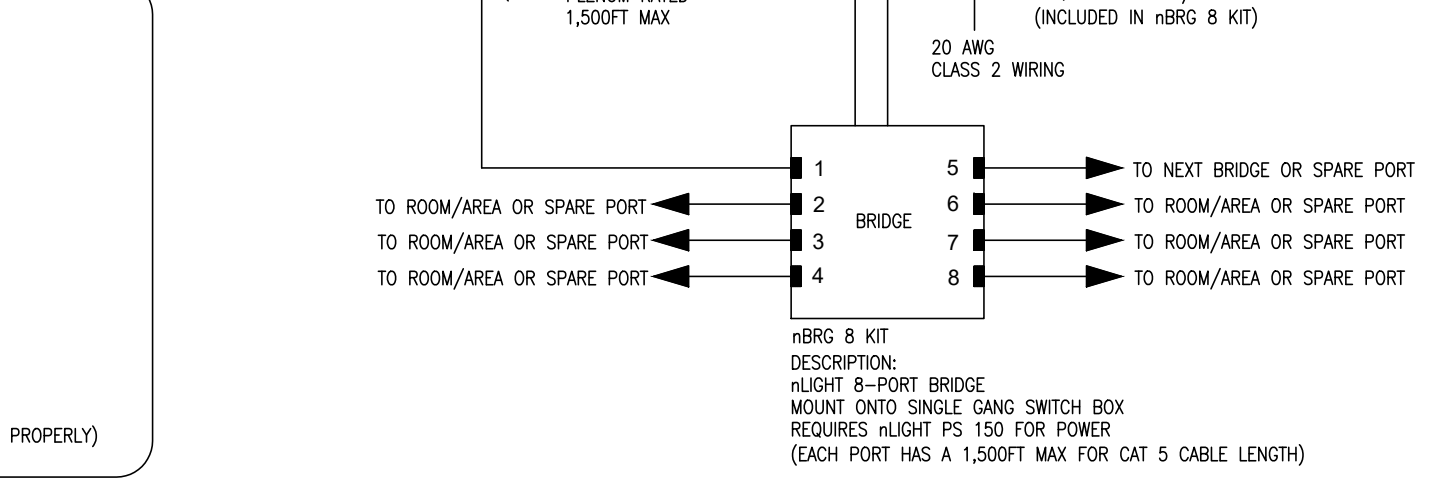 1,500FT MAX
(INCLUDED IN nBRG 8 KIT)
20 AWG
CLASS 2 WIRING
1
5
TO NEXT BRIDGE OR SPARE PORT
TO ROOM/AREA OR SPARE PORT
2
BRIDGE
6
TO ROOM/AREA OR SPARE PORT
TO ROOM/AREA OR SPARE PORT
3
7
TO ROOM/AREA OR SPARE PORT
TO ROOM/AREA OR SPARE PORT
4
8
TO ROOM/AREA OR SPARE PORT
nBRG 8 KIT
DESCRIPTION:
nLIGHT 8-PORT BRIDGE
MOUNT ONTO SINGLE GANG SWITCH BOX
REQUIRES nLIGHT PS 150 FOR POWER
(EACH PORT HAS A 1,500FT MAX FOR CAT 5 CABLE LENGTH)
PROPERLY)